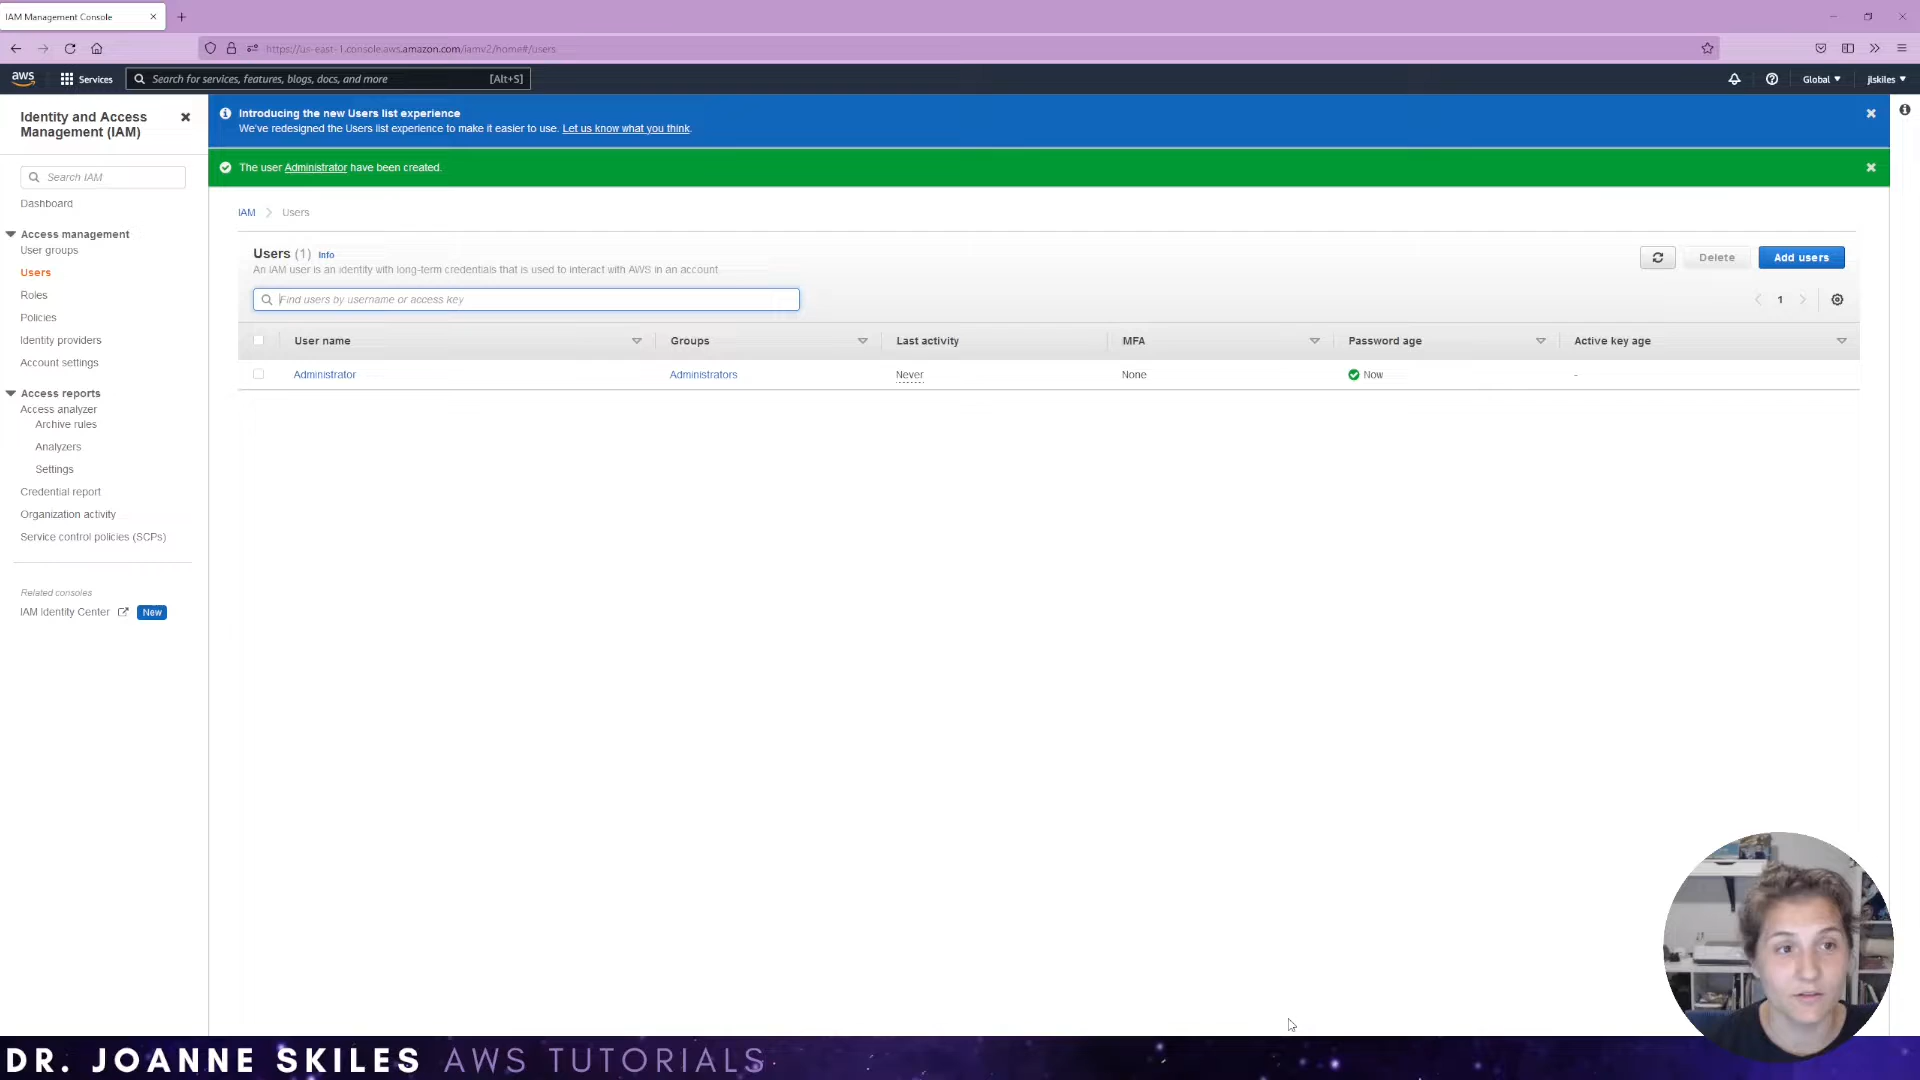 IAM Management Console
https://us-east-1.console.aws.amazon.com/iamv2/home#/users
aws
Services
Search for services, features, blogs, docs, and more
[Alt+S]
Global
jlskiles
Identity and Access
Management (IAM)
Search IAM
Dashboard
Access management
User groups
Users
Roles
Policies
Identity providers
Account settings
Access reports
Access analyzer
Archive rules
Analyzers
Settings
Credential report
Organization activity
Service control policies (SCPs)
Related consoles
IAM Identity Center New
Introducing the new Users list experience
We've redesigned the Users list experience to make it easier to use. Let us know what you think.
The user Administrator have been created.
IAM Users
Users (1) Info
An IAM user is an identity with long-term credentials that is used to interact with AWS in an account
Delete
Add users
Find users by username or access key
1
User name Groups Last activity MFA Password age Active key age
Administrator Administrators Never None Now -
DR. JOANNE SKILES AWS TUTORIALS